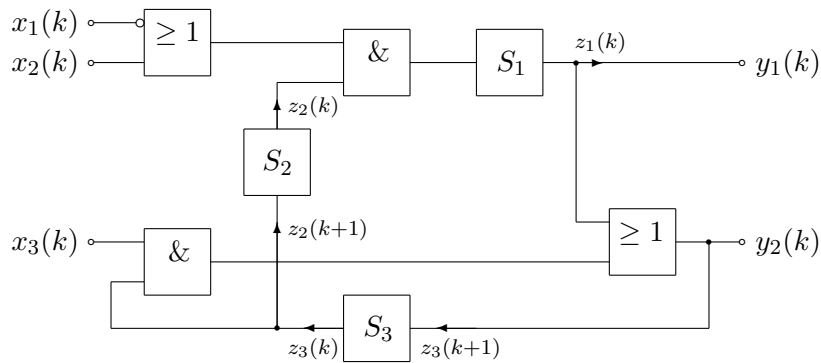 x₁(k)
≥ 1
x₂(k)
&
S₁
z₁(k)
y₁(k)
z₂(k)
S₂
x₃(k)
&
z₂(k+1)
≥ 1
y₂(k)
z₃(k)
S₃
z₃(k+1)